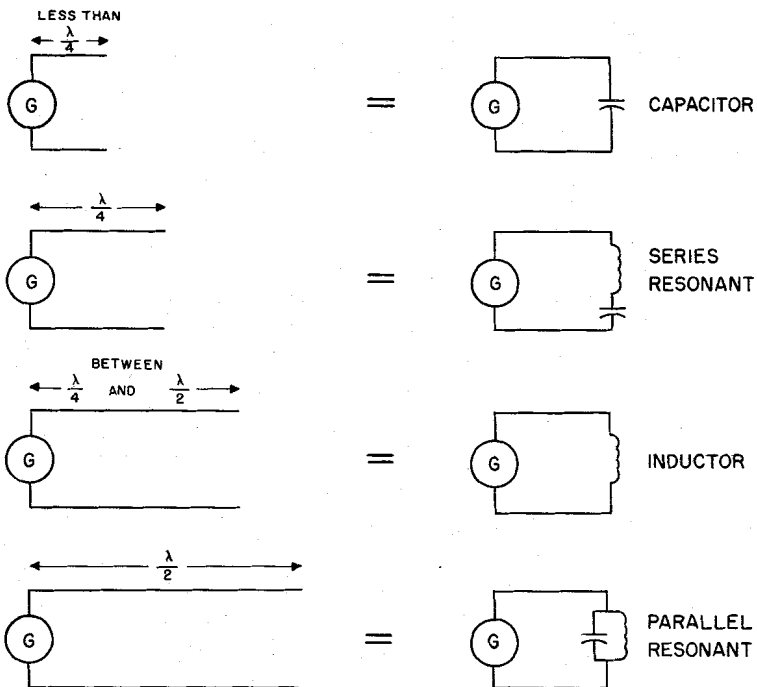 LESS THAN
λ/4
G
=
G
CAPACITOR
λ/4
G
=
G
SERIES
RESONANT
BETWEEN
λ/4 AND λ/2
G
=
G
INDUCTOR
λ/2
G
=
G
PARALLEL
RESONANT